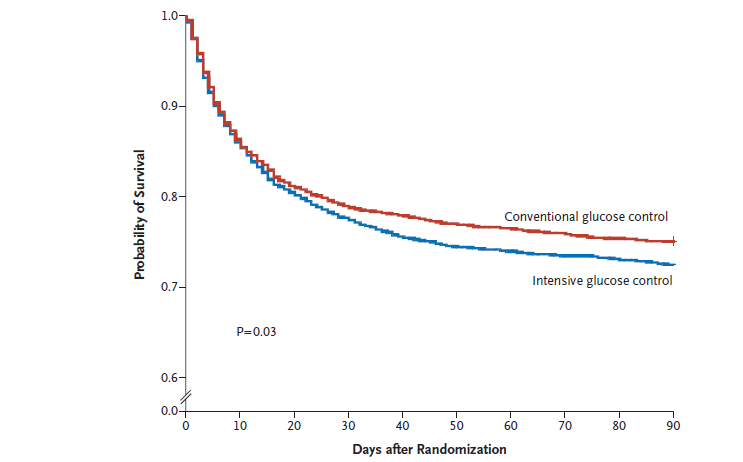 1.0
0.9
0.8
0.7
0.6
0.0
Probability of Survival
Conventional glucose control
Intensive glucose control
P=0.03
0 10 20 30 40 50 60 70 80 90
Days after Randomization